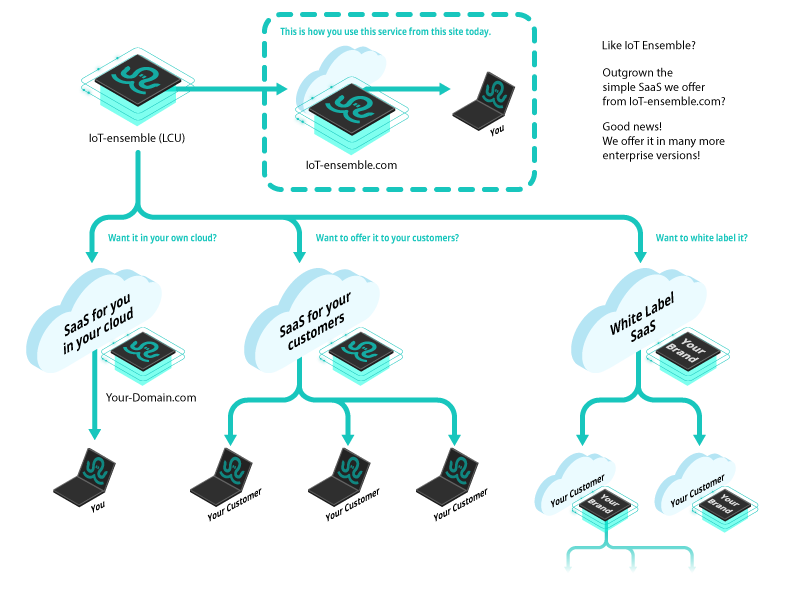 This is how you use this service from this site today.
Like IoT Ensemble?
Outgrown the
simple SaaS we offer
from IoT-ensemble.com?
Good news!
We offer it in many more
enterprise versions!
You
IoT-ensemble (LCU)
IoT-ensemble.com
Want it in your own cloud?
Want to offer it to your customers?
Want to white label it?
SaaS for you
in your cloud
SaaS for your
customers
White Label
SaaS
Your
Brand
Your-Domain.com
You
Your Customer
Your Customer
Your Customer
Your Customer
Your
Brand
Your Customer
Your
Brand